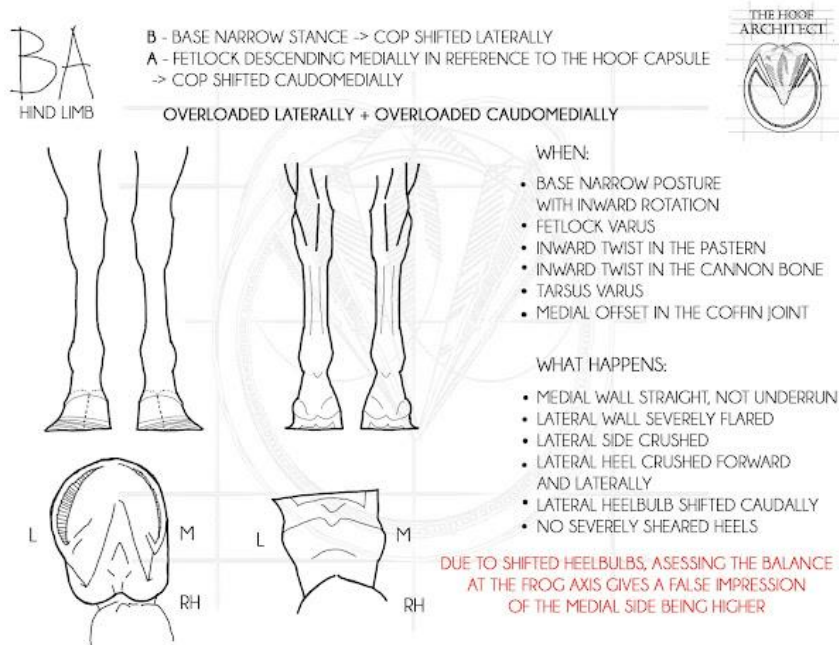 BA
HIND LIMB
B - BASE NARROW STANCE -> COP SHIFTED LATERALLY
A - FETLOCK DESCENDING MEDIALLY IN REFERENCE TO THE HOOF CAPSULE
-> COP SHIFTED CAUDOMEDIALLY
OVERLOADED LATERALLY + OVERLOADED CAUDOMEDIALLY
THE HOOF
ARCHITECT
WHEN:
• BASE NARROW POSTURE
WITH INWARD ROTATION
• FETLOCK VARUS
• INWARD TWIST IN THE PASTERN
• INWARD TWIST IN THE CANNON BONE
• TARSUS VARUS
• MEDIAL OFFSET IN THE COFFIN JOINT
WHAT HAPPENS:
• MEDIAL WALL STRAIGHT, NOT UNDERRUN
• LATERAL WALL SEVERELY FLARED
• LATERAL SIDE CRUSHED
• LATERAL HEEL CRUSHED FORWARD
AND LATERALLY
• LATERAL HEELBULB SHIFTED CAUDALLY
• NO SEVERELY SHEARED HEELS
L
M
RH
L
M
RH
DUE TO SHIFTED HEELBULBS, ASESSING THE BALANCE
AT THE FROG AXIS GIVES A FALSE IMPRESSION
OF THE MEDIAL SIDE BEING HIGHER